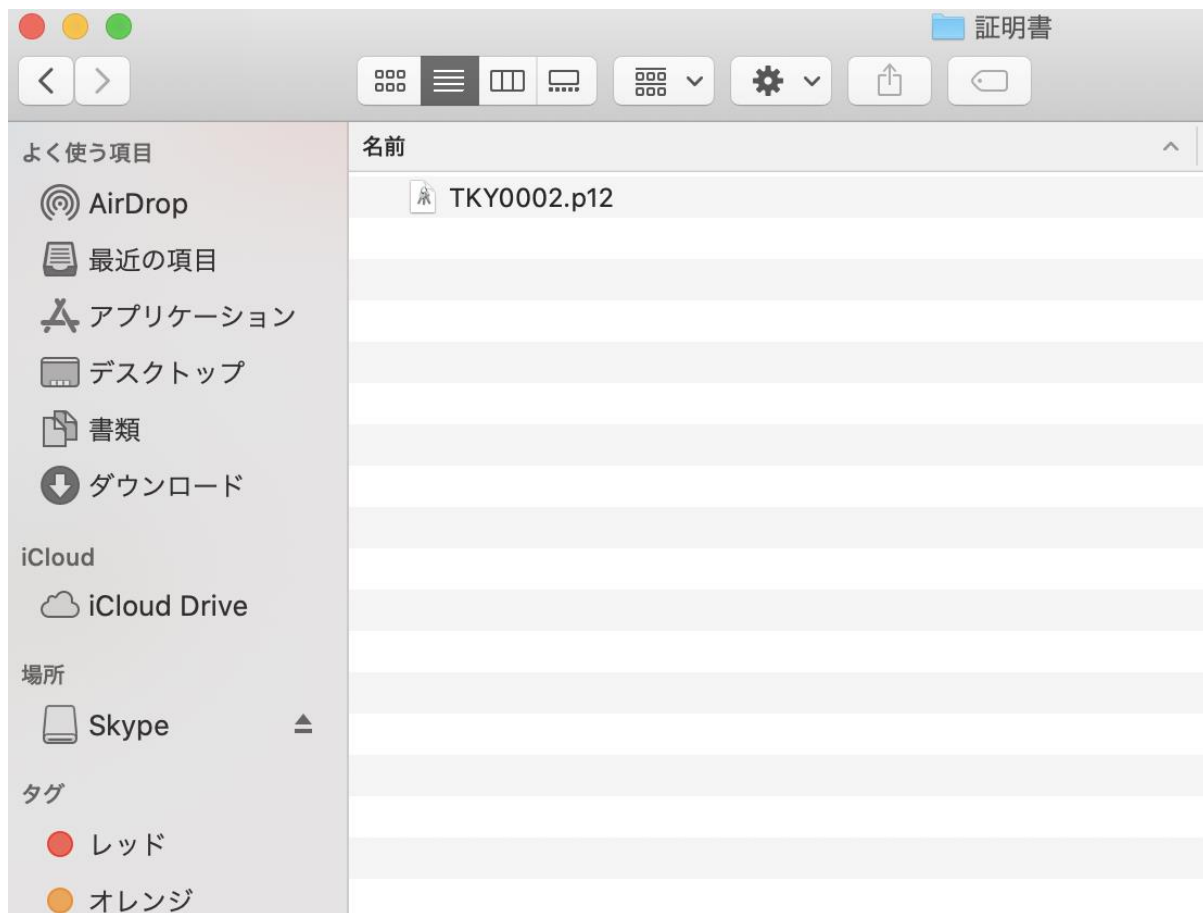 証明書
よく使う項目
AirDrop
最近の項目
アプリケーション
デスクトップ
書類
ダウンロード
iCloud
iCloud Drive
場所
Skype
タグ
レッド
オレンジ
名前
TKY0002.p12